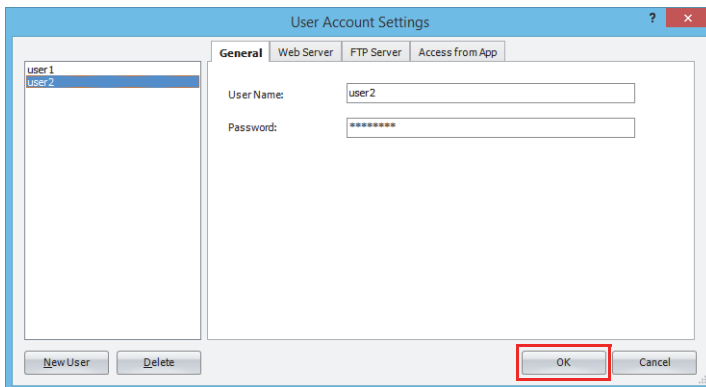 User Account Settings
?
×
General Web Server FTP Server Access from App
user1
user2
User Name: user2
Password: ********
New User Delete OK Cancel